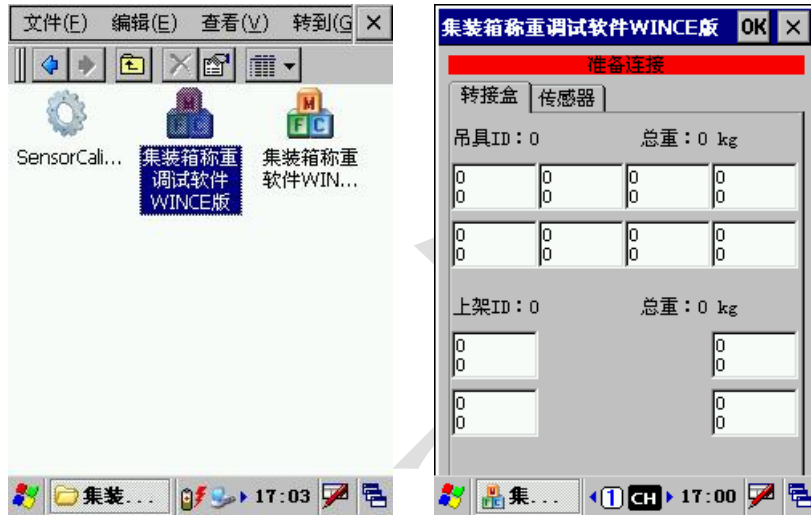 文件(F) 编辑(E) 查看(V) 转到(G
SensorCali...
集装箱称重
调试软件
WINCE版
集装箱称重
软件WIN...
集装... 17:03
集装箱称重调试软件WINCE版 OK
准备连接
转接盒 传感器
吊具ID：0 总重：0 kg
0 0 0 0
0 0 0 0
0 0 0 0
0 0 0 0
上架ID：0 总重：0 kg
0 0
0 0
0 0
0 0
集... 1 CH 17:00